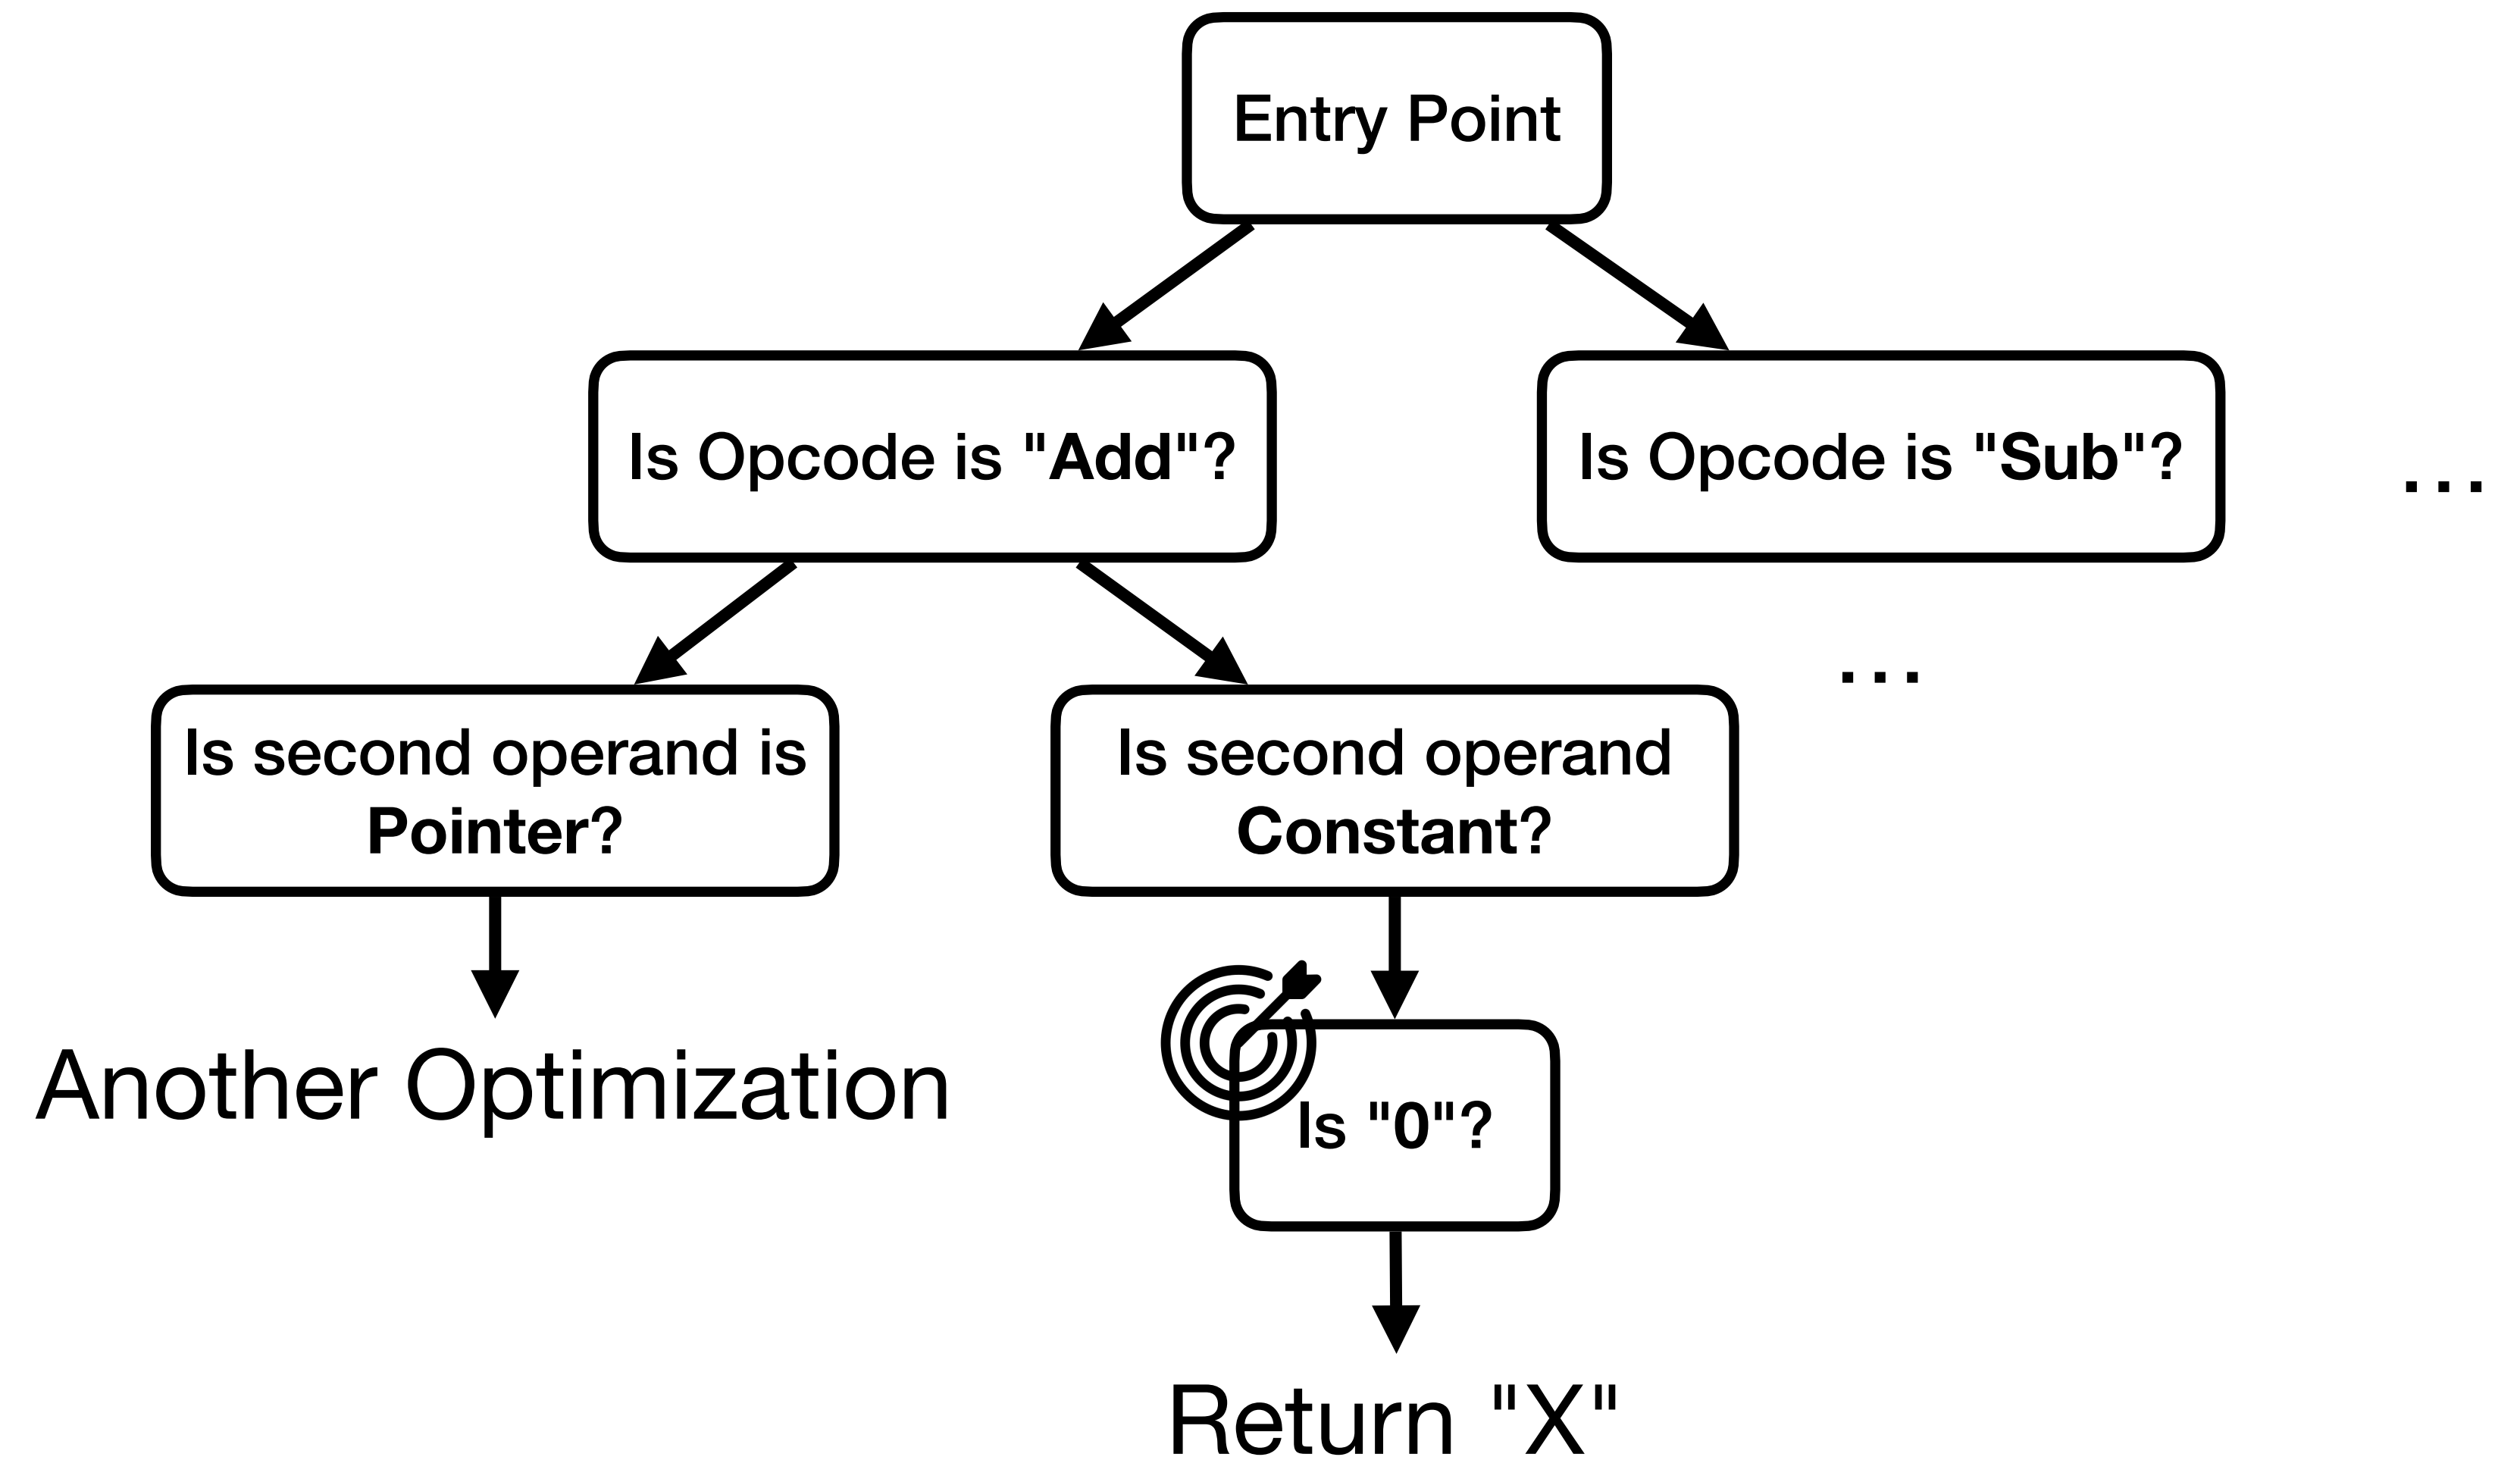 Entry Point
Is Opcode is "Add"?
Is Opcode is "Sub"?
...
...
Is second operand is
Pointer?
Is second operand
Constant?
Another Optimization
Is "0"?
Return "X"